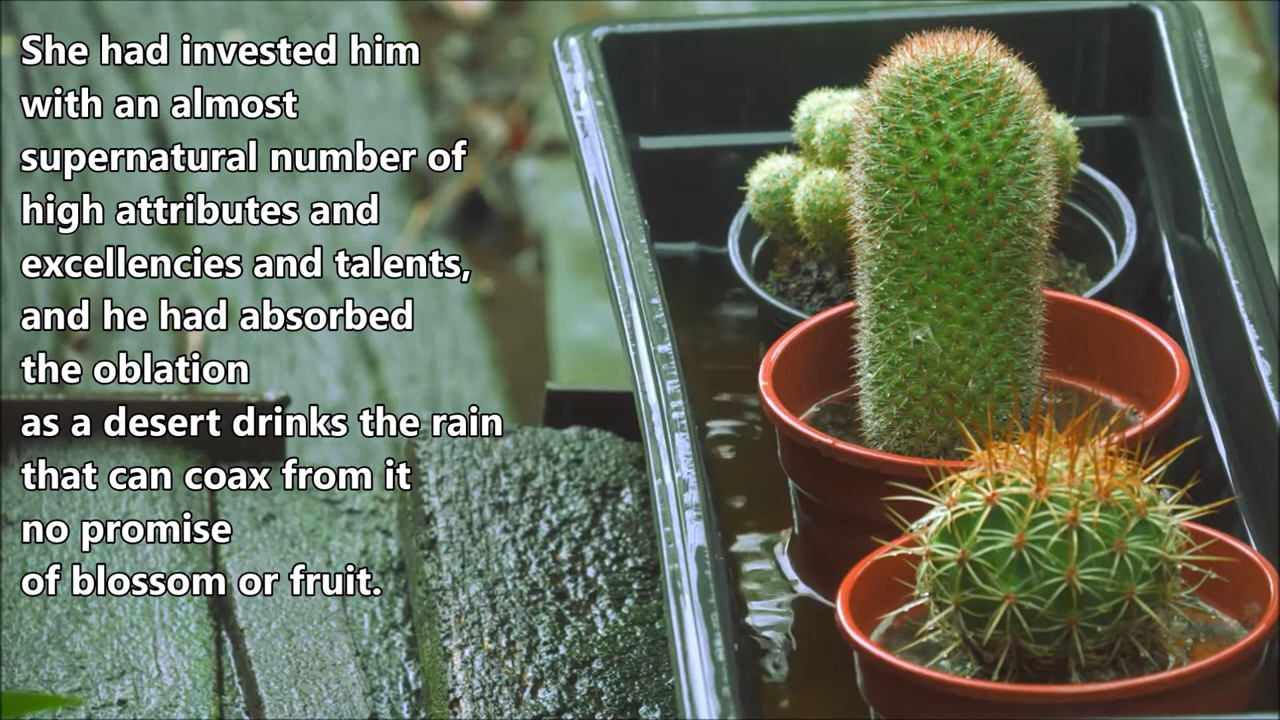 She had invested him
with an almost
supernatural number of
high attributes and
excellencies and talents,
and he had absorbed
the oblation
as a desert drinks the rain
that can coax from it
no promise
of blossom or fruit.